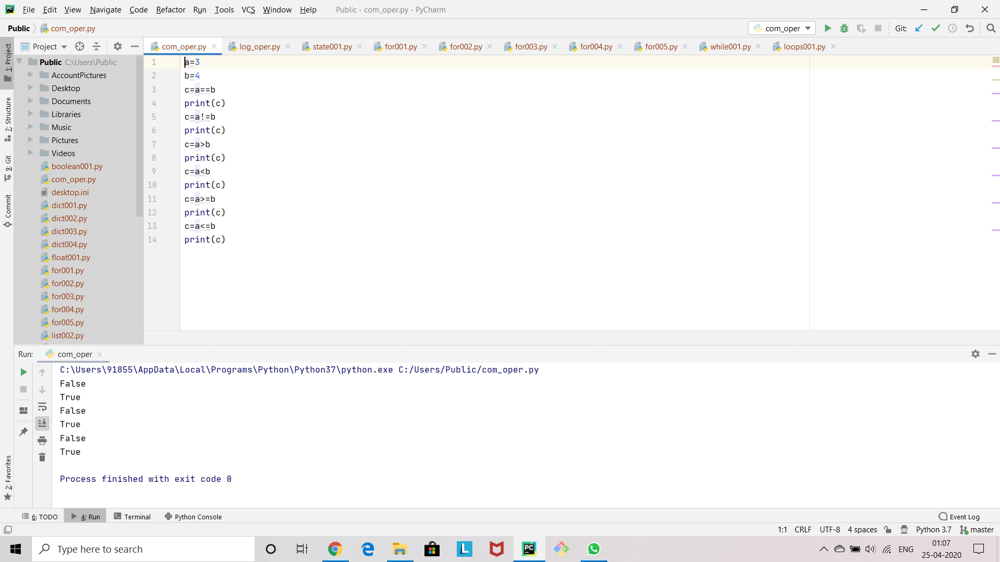 File Edit View Navigate Code Refactor Run Tools VCS Window Help Public - com_oper.py - PyCharm
Public com_oper.py com_oper Git:
Project com_oper.py log_oper.py state001.py for001.py for002.py for003.py for004.py for005.py while001.py loops001.py
1: Project
7: Structure
9: Git
Commit
2: Favorites
Public C:\Users\Public
AccountPictures
Desktop
Documents
Libraries
Music
Pictures
Videos
boolean001.py
com_oper.py
desktop.ini
dict001.py
dict002.py
dict003.py
dict004.py
float001.py
for001.py
for002.py
for003.py
for004.py
for005.py
list002.py
1 a=3
2 b=4
3 c=a==b
4 print(c)
5 c=a!=b
6 print(c)
7 c=a>b
8 print(c)
9 c=a<b
10 print(c)
11 c=a>=b
12 print(c)
13 c=a<=b
14 print(c)
Run: com_oper
C:\Users\91855\AppData\Local\Programs\Python\Python37\python.exe C:/Users/Public/com_oper.py
False
True
False
True
False
True
Process finished with exit code 0
6: TODO 4: Run Terminal Python Console Event Log
1:1 CRLF UTF-8 4 spaces Python 3.7 master
Type here to search ENG 01:07
25-04-2020